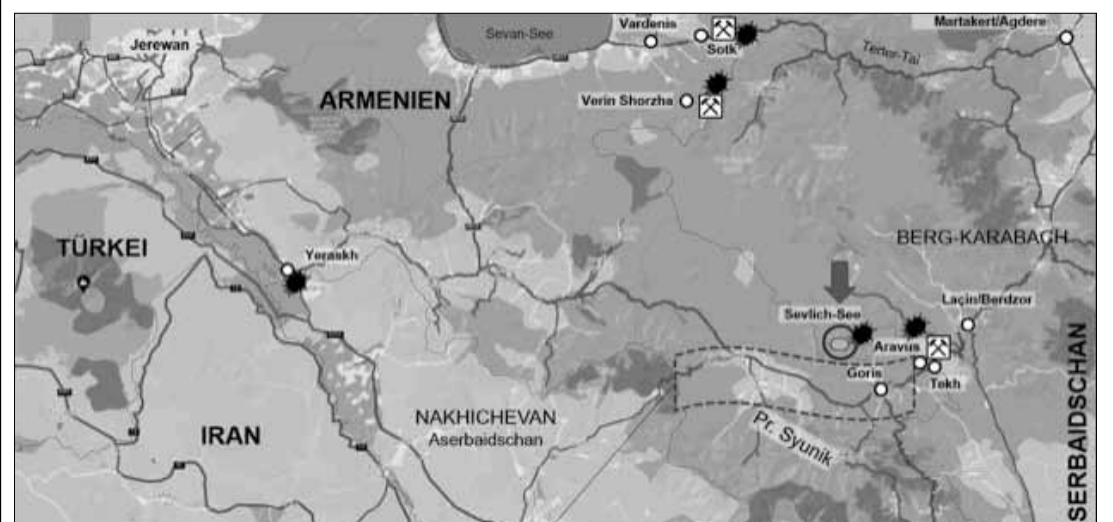 Vardenis
Martakert/Agdere
Sevan-See
Jerewan
Sotk
Terter-Tal
ARMENIEN
Verin Shorzha
TÜRKEI
BERG-KARABACH
Yeraskh
Laçin/Berdzor
Sevlich-See
Aravus
Goris
Tekh
NAKHICHEVAN
Aserbaidschan
IRAN
Pr. Syunik
SERBAIDSCHAN